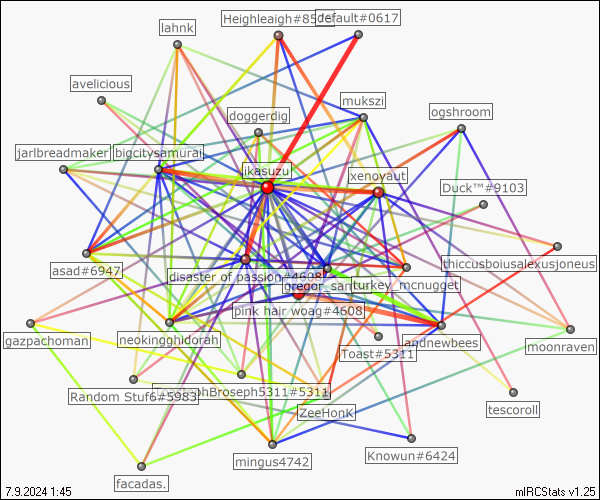 Heighleaigh#85
default#0617
lahnk
avelicious
mukszi
doggerdig
ogshroom
jarlbreadmaker
bigcitysamurai
ikasuzu
xenoyaut
Duck™#9103
asad#6947
disaster of passion#4698
gregor_san
turkey_mcnugget
thiccusboiusalexusjoneus
pink hair woag#4608
gazpachoman
neokingghidorah
andnewbees
moonraven
Toast#5311
Random Stuf6#5983
Broseph5311#5311
ZeeHonK
tescoroll
mingus4742
Knowun#6424
facadas.
7.9.2024 1:45
mIRCStats v1.25